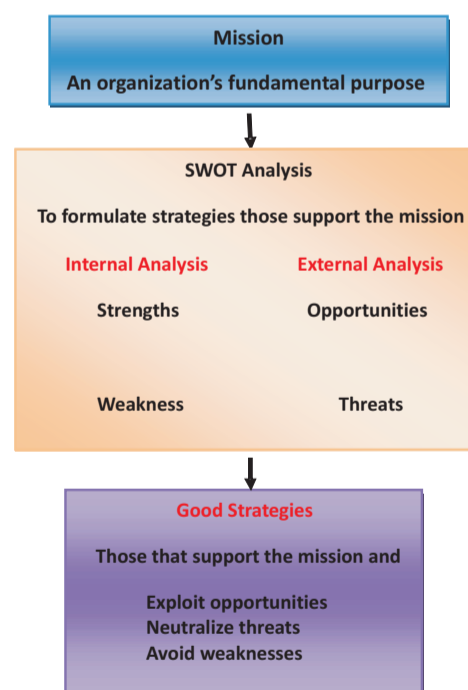 Mission
An organization's fundamental purpose
SWOT Analysis
To formulate strategies those support the mission
Internal Analysis External Analysis
Strengths Opportunities
Weakness Threats
Good Strategies
Those that support the mission and
Exploit opportunities
Neutralize threats
Avoid weaknesses